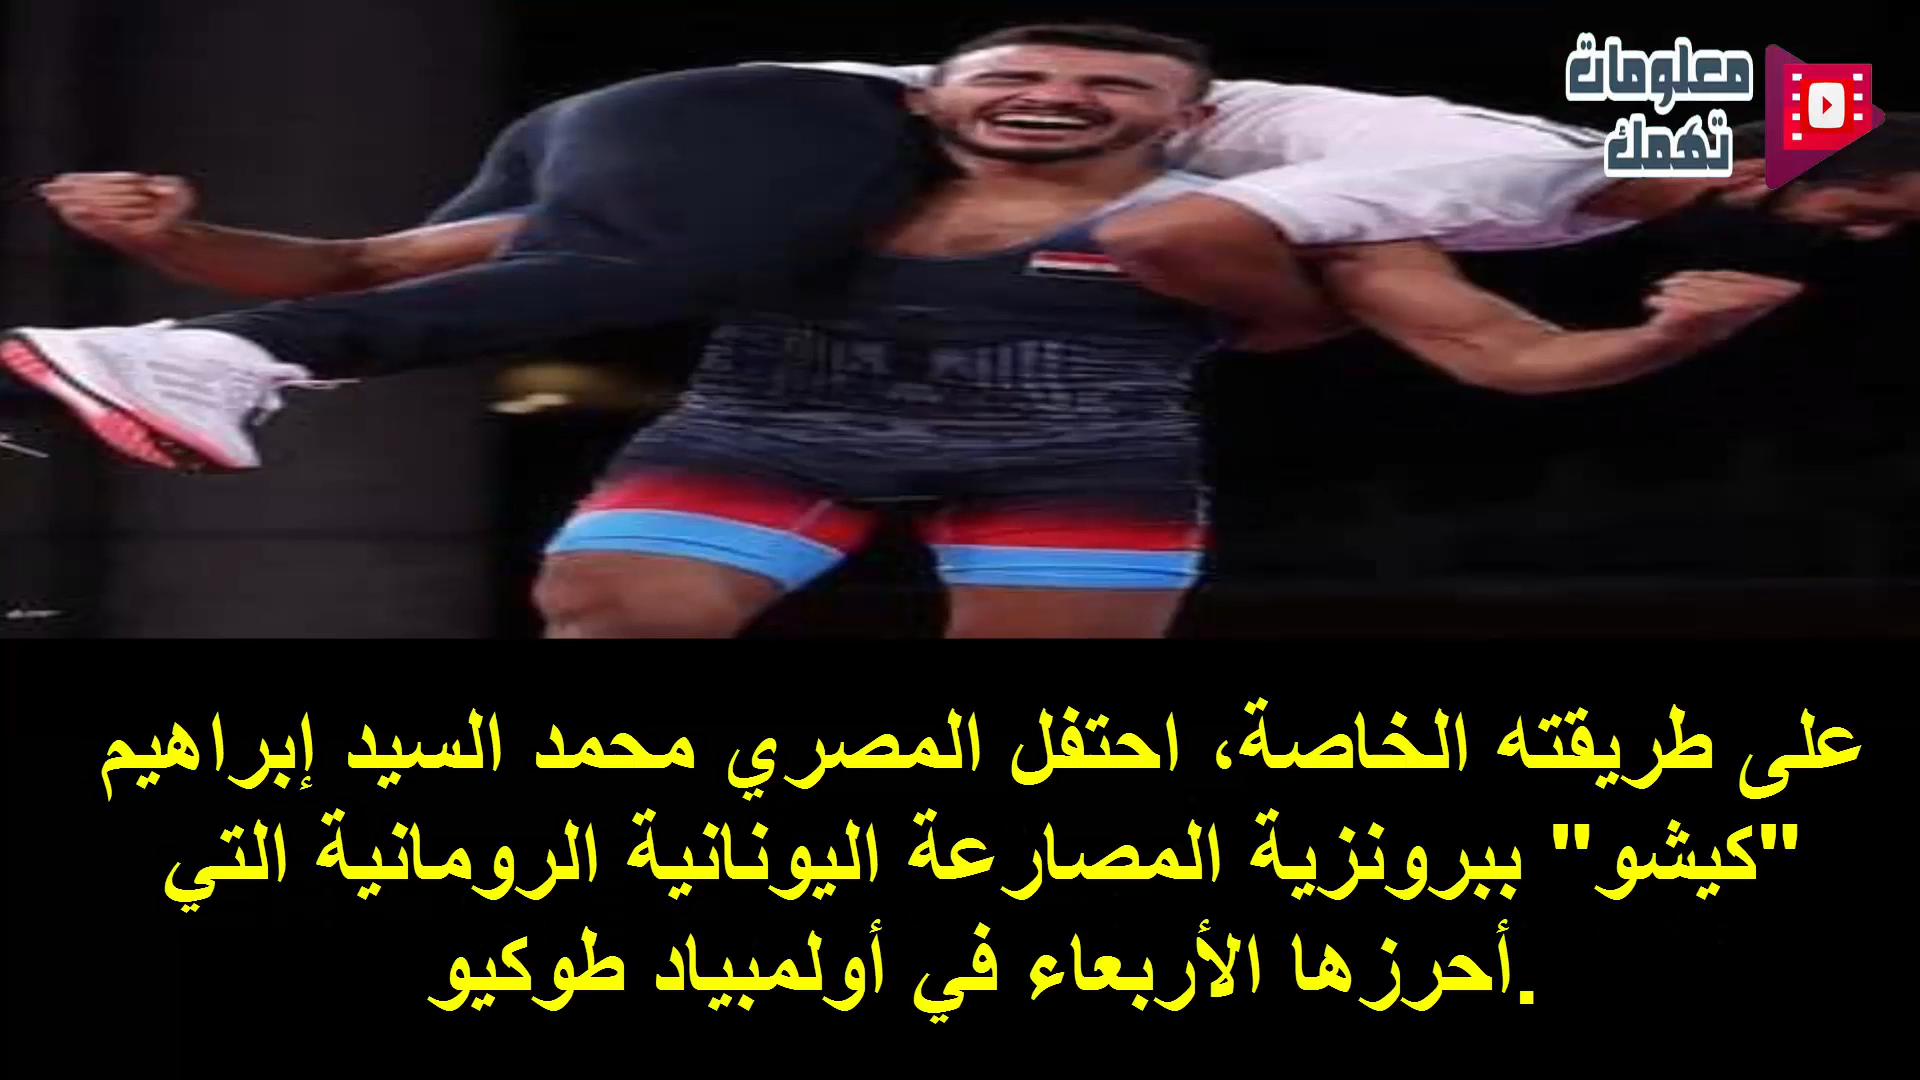 معلومات
تهمك
على طريقته الخاصة، احتفل المصري محمد السيد إبراهيم
"كيشو" ببرونزية المصارعة اليونانية الرومانية التي
أحرزها الأربعاء في أولمبياد طوكيو.